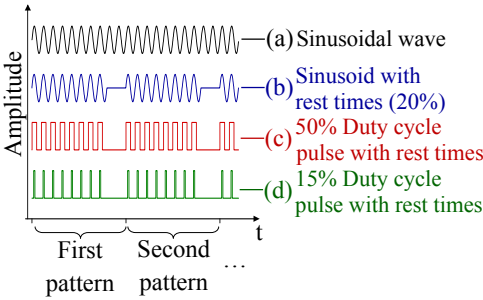 Amplitude
(a) Sinusoidal wave
(b) Sinusoid with
rest times (20%)
(c) 50% Duty cycle
pulse with rest times
(d) 15% Duty cycle
pulse with rest times
t
First
pattern
Second
pattern
...